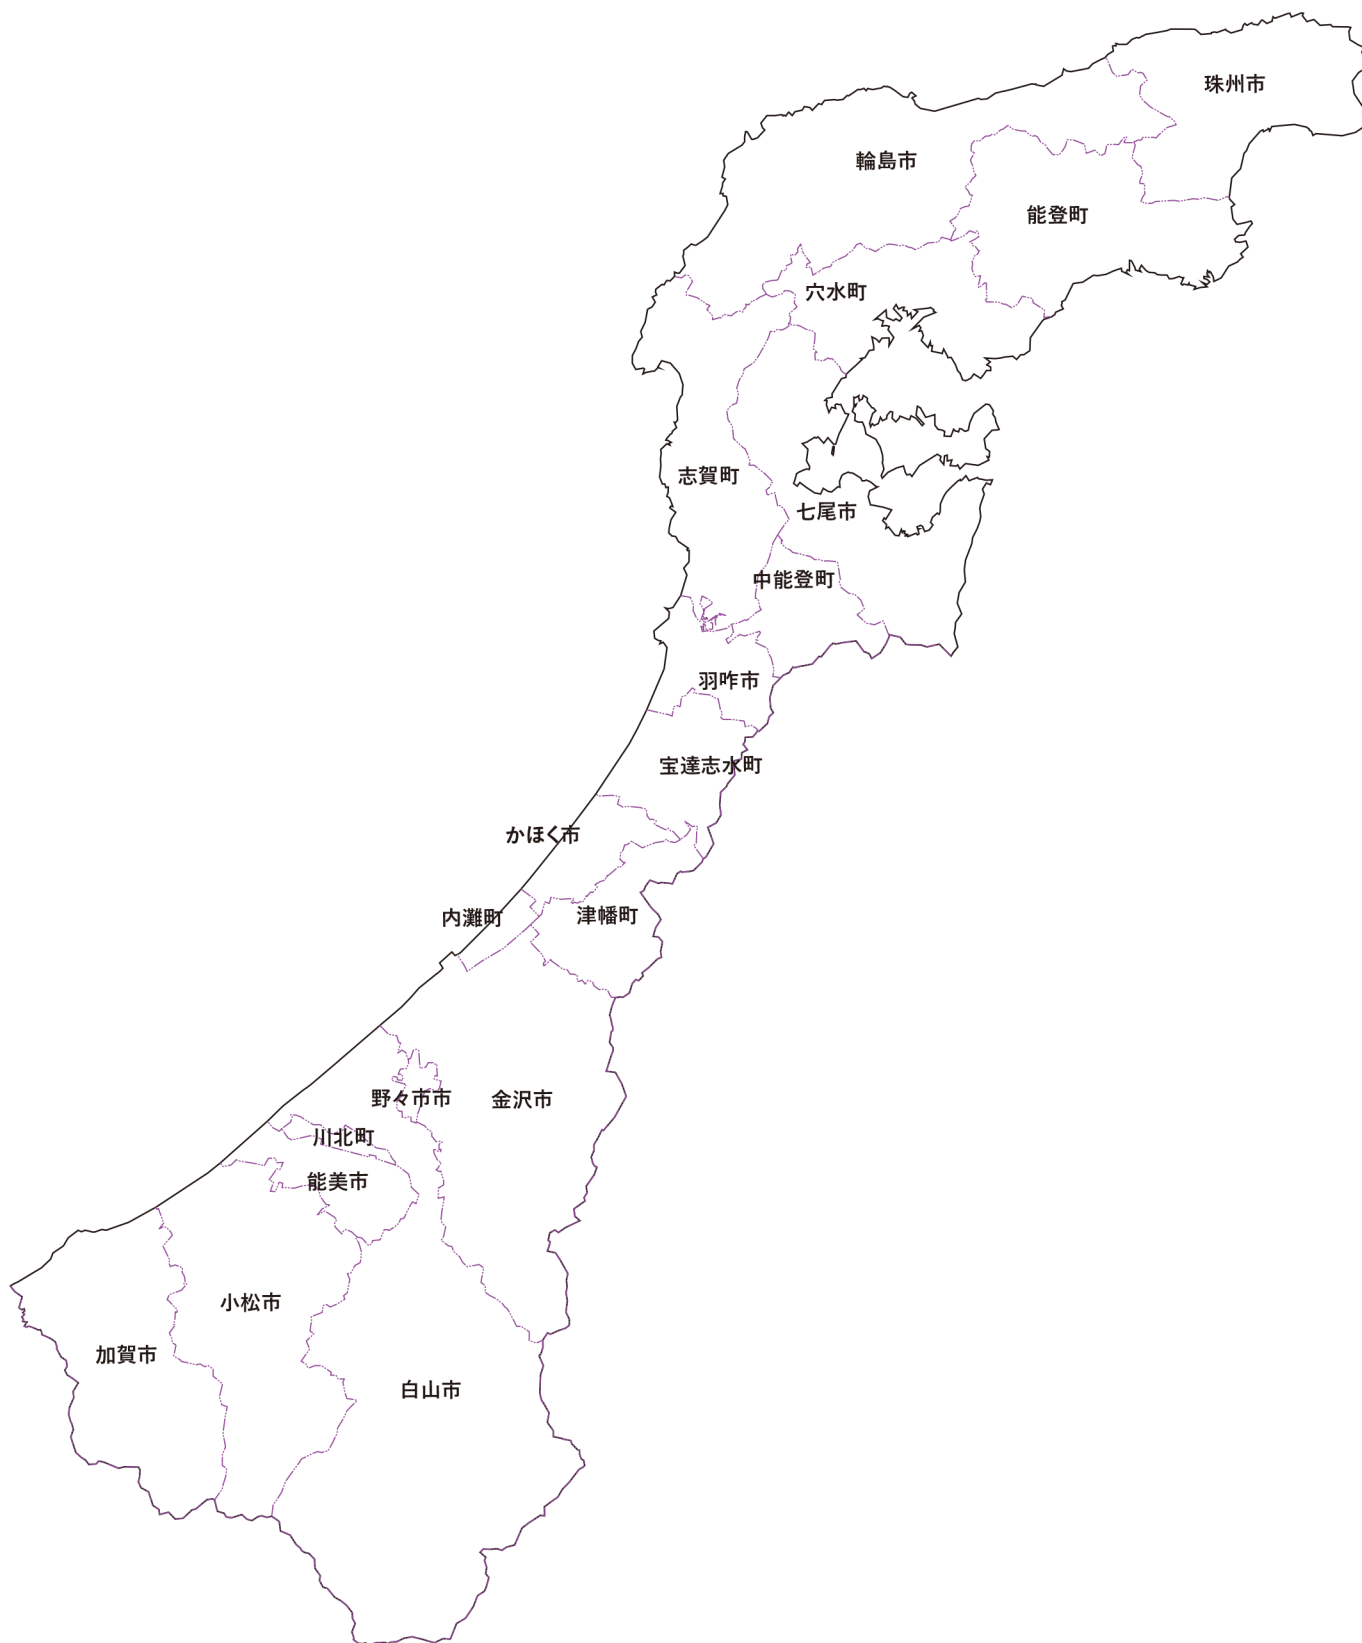 珠州市
輪島市
能登町
穴水町
志賀町
七尾市
中能登町
羽咋市
宝達志水町
かほく市
内灘町
津幡町
野々市市
金沢市
川北町
能美市
小松市
加賀市
白山市